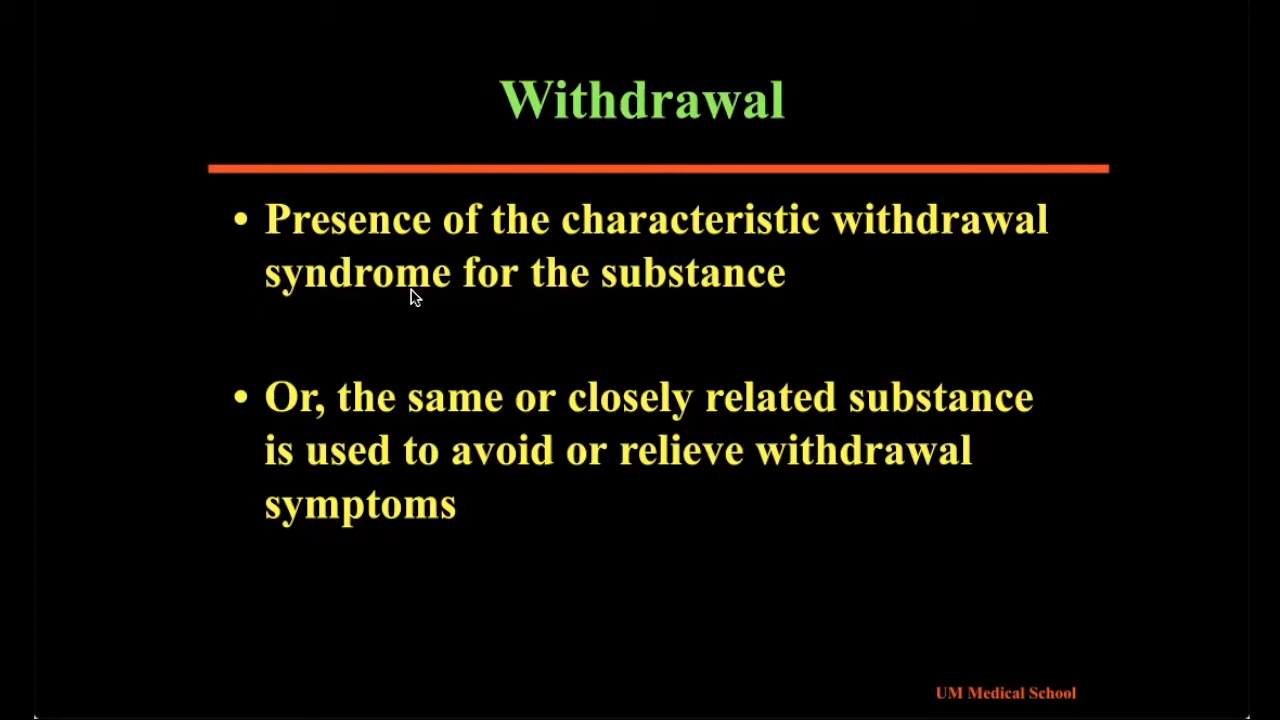 Withdrawal
• Presence of the characteristic withdrawal
syndrome for the substance
• Or, the same or closely related substance
is used to avoid or relieve withdrawal
symptoms
UM Medical School